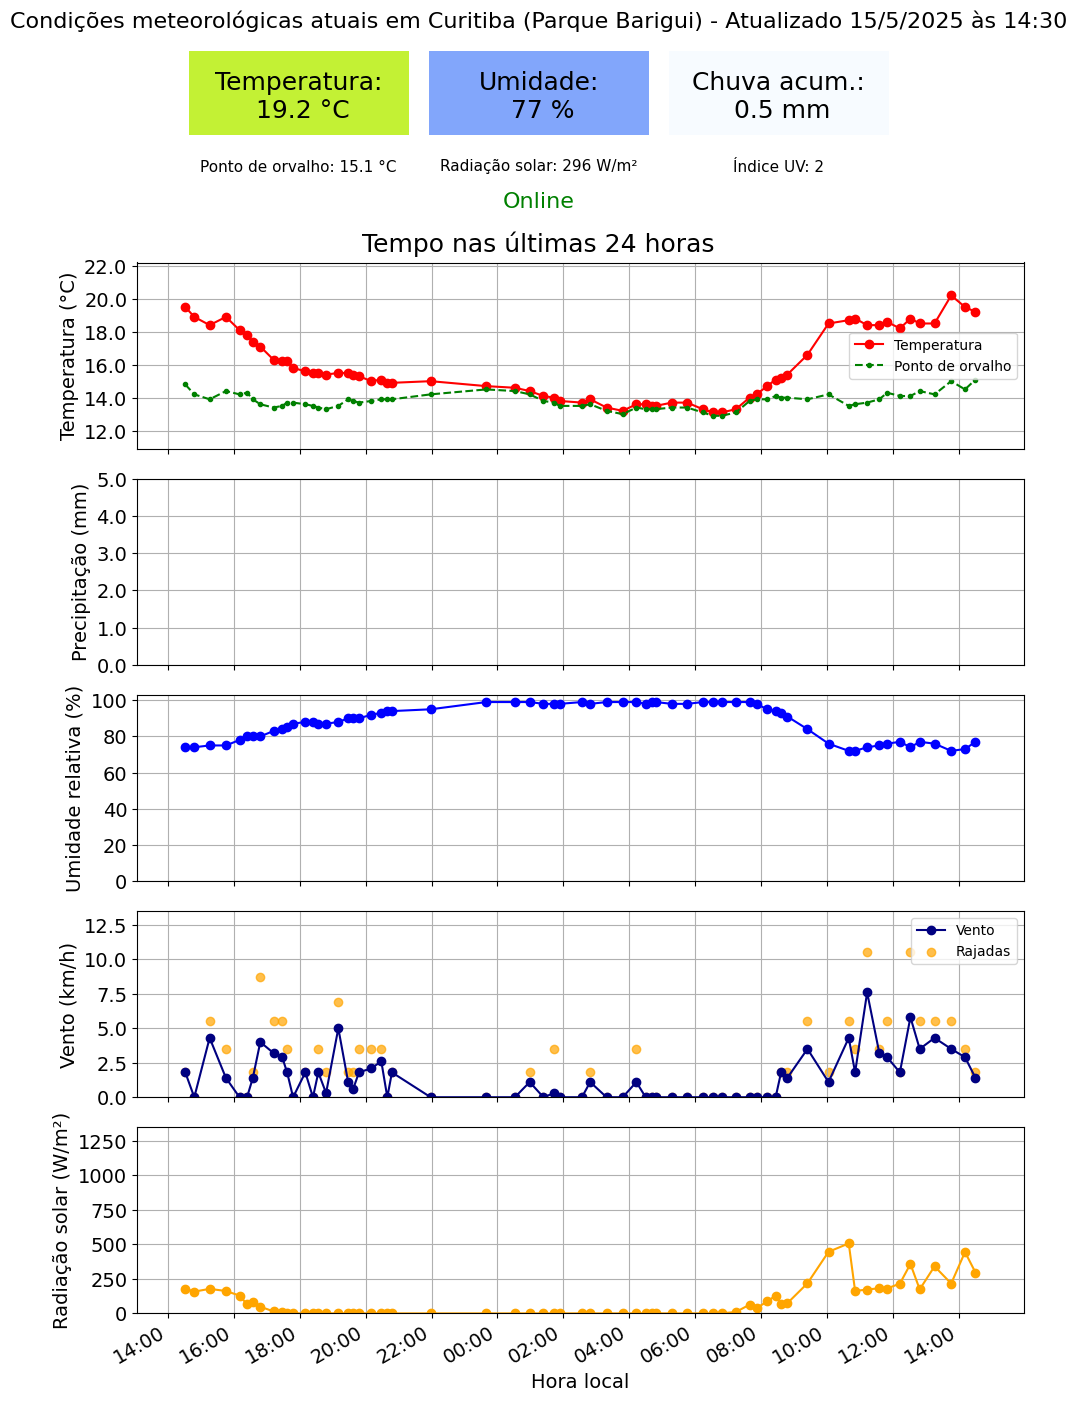 Condições meteorológicas atuais em Curitiba (Parque Barigui) - Atualizado 15/5/2025 às 14:30
Temperatura:
19.2 °C
Umidade:
77 %
Chuva acum.:
0.5 mm
Ponto de orvalho: 15.1 °C
Radiação solar: 296 W/m²
Índice UV: 2
Online
Tempo nas últimas 24 horas
Temperatura (°C)
22.0
20.0
18.0
16.0
14.0
12.0
Temperatura
Ponto de orvalho
Precipitação (mm)
5.0
4.0
3.0
2.0
1.0
0.0
Umidade relativa (%)
100
80
60
40
20
0
Vento (km/h)
12.5
10.0
7.5
5.0
2.5
0.0
Vento
Rajadas
Radiação solar (W/m²)
1250
1000
750
500
250
0
14:00
16:00
18:00
20:00
22:00
00:00
02:00
04:00
06:00
08:00
10:00
12:00
14:00
Hora local